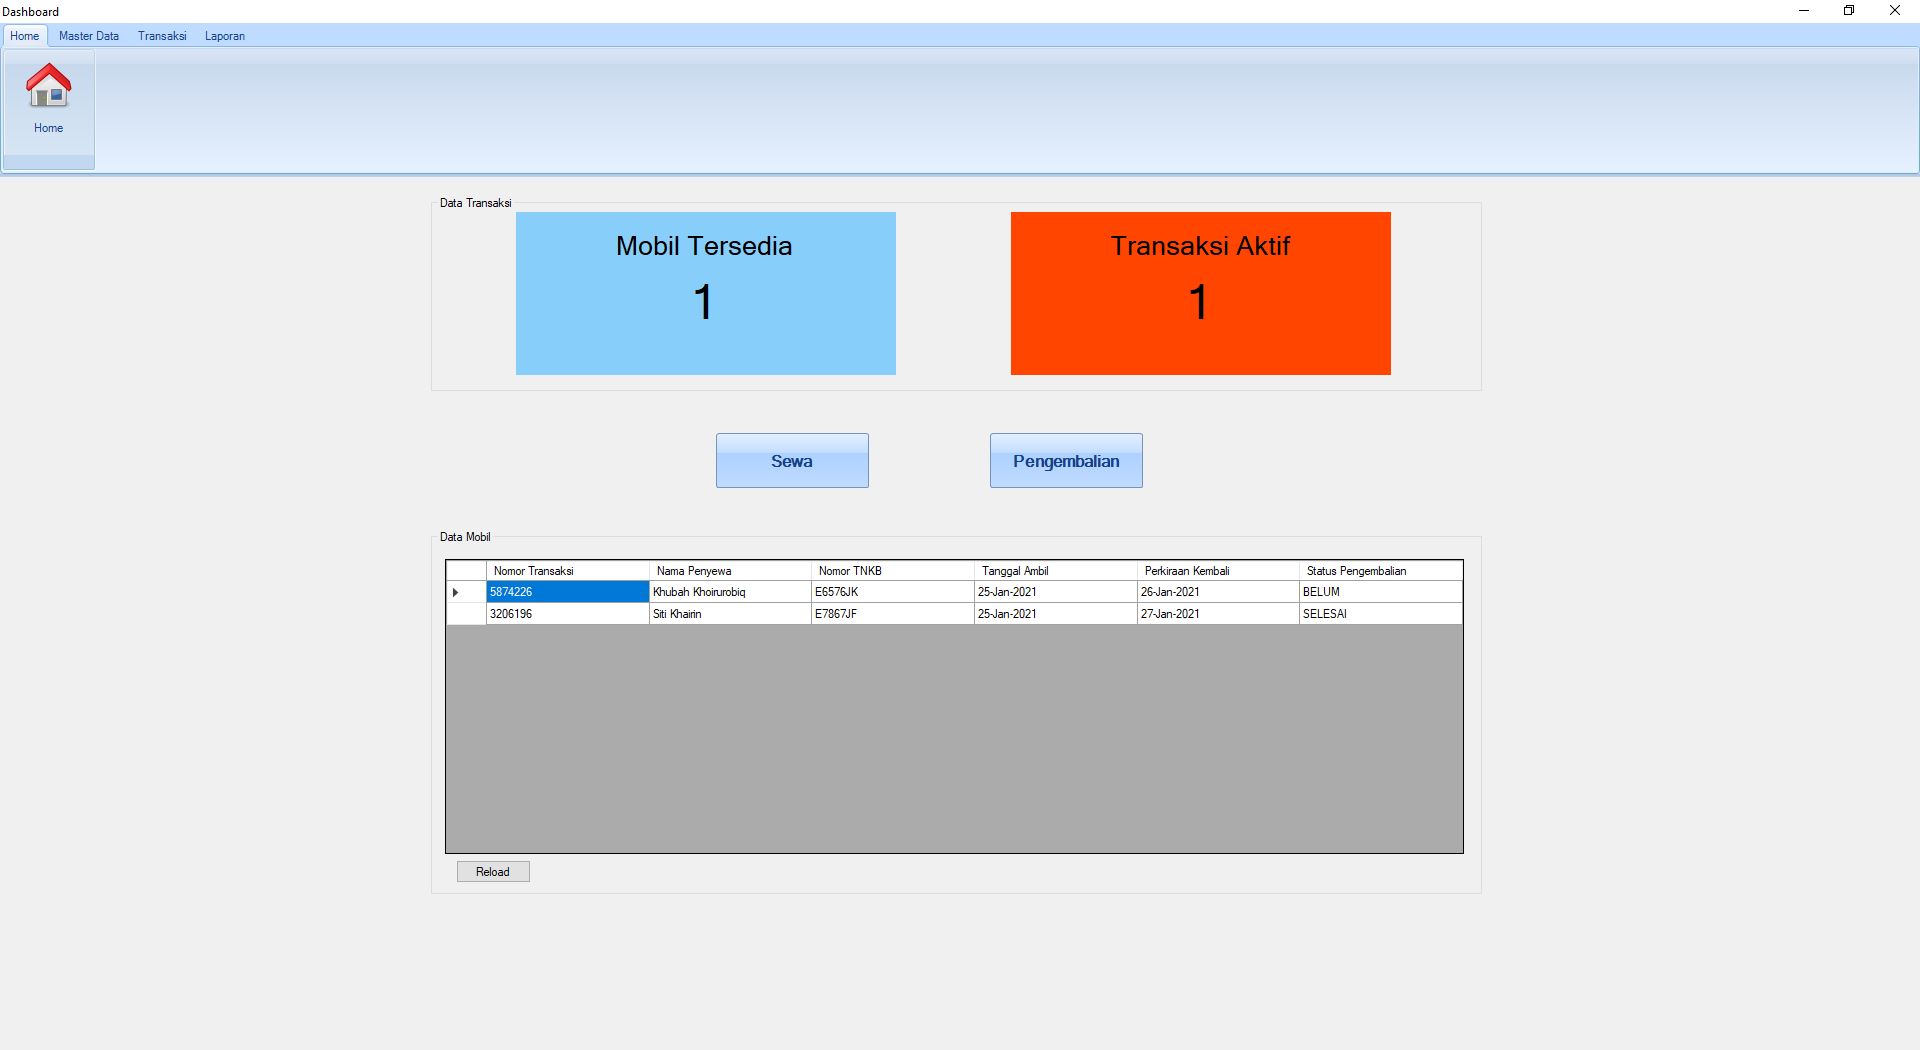 Dashboard
Home Master Data Transaksi Laporan
Home
Data Transaksi
Mobil Tersedia
1
Transaksi Aktif
1
Sewa
Pengembalian
Data Mobil
Nomor Transaksi Nama Penyewa Nomor TNKB Tanggal Ambil Perkiraan Kembali Status Pengembalian
5874226 Khubah Khoirurobiq E6576JK 25-Jan-2021 26-Jan-2021 BELUM
3206196 Siti Khairin E7867JF 25-Jan-2021 27-Jan-2021 SELESAI
Reload